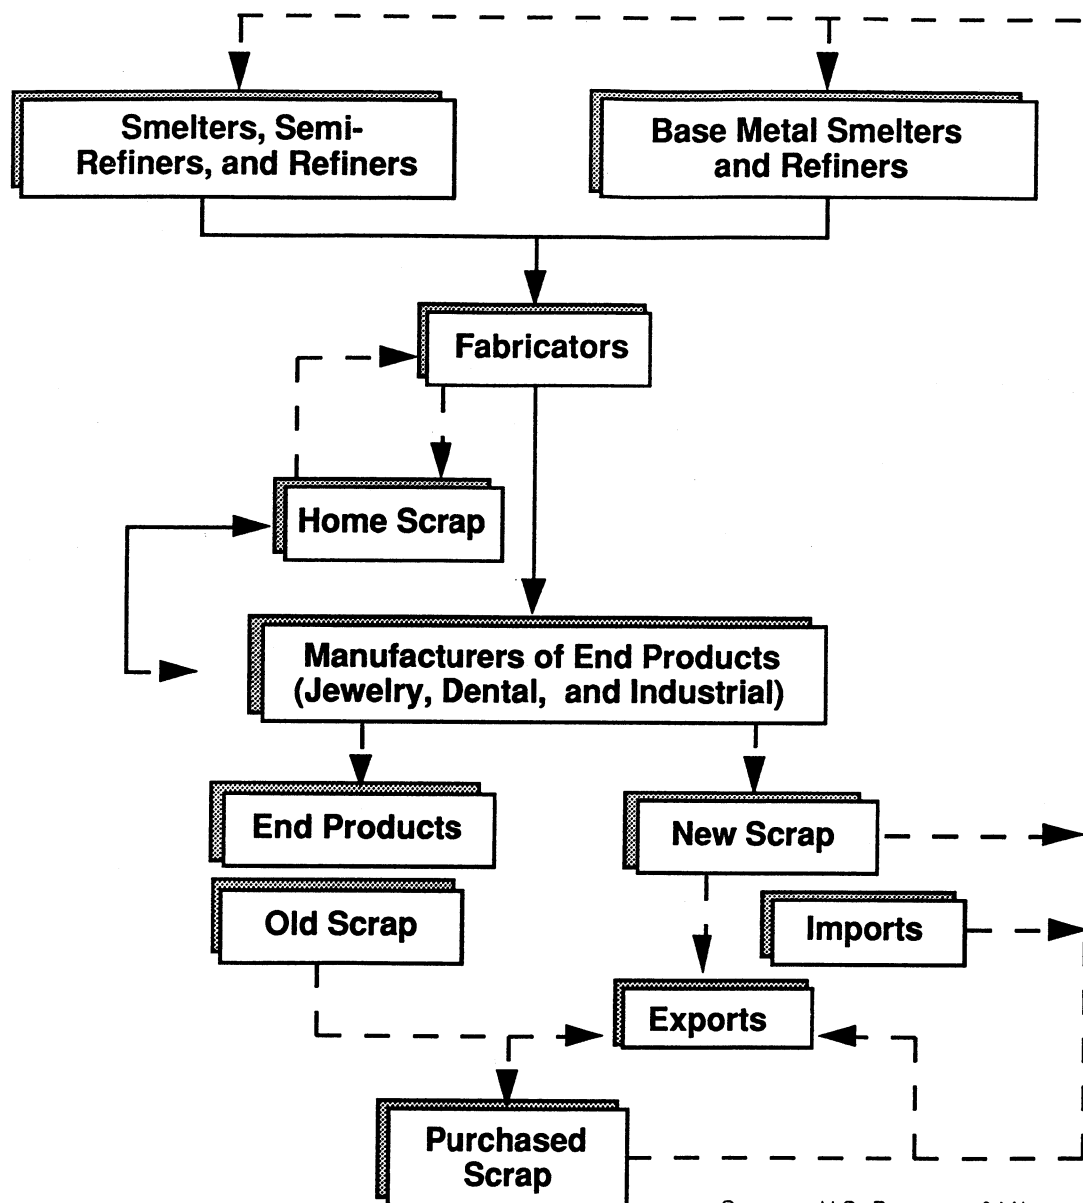 Smelters, Semi-
Refiners, and Refiners
Base Metal Smelters
and Refiners
Fabricators
Home Scrap
Manufacturers of End Products
(Jewelry, Dental, and Industrial)
End Products
New Scrap
Old Scrap
Imports
Exports
Purchased
Scrap